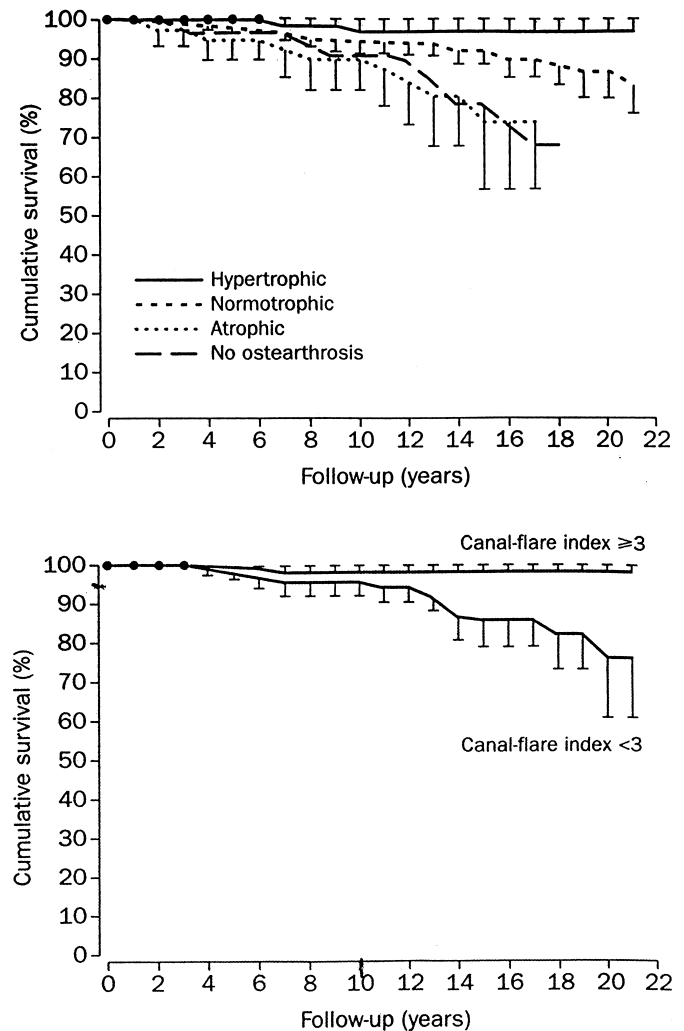 100
90
80
70
60
50
40
30
20
10
0
Cumulative survival (%)
Hypertrophic
Normotrophic
Atrophic
No ostearthrosis
0 2 4 6 8 10 12 14 16 18 20 22
Follow-up (years)
Canal-flare index ⩾3
100
90
80
70
60
50
40
30
20
10
0
Cumulative survival (%)
Canal-flare index <3
0 2 4 6 8 10 12 14 16 18 20 22
Follow-up (years)